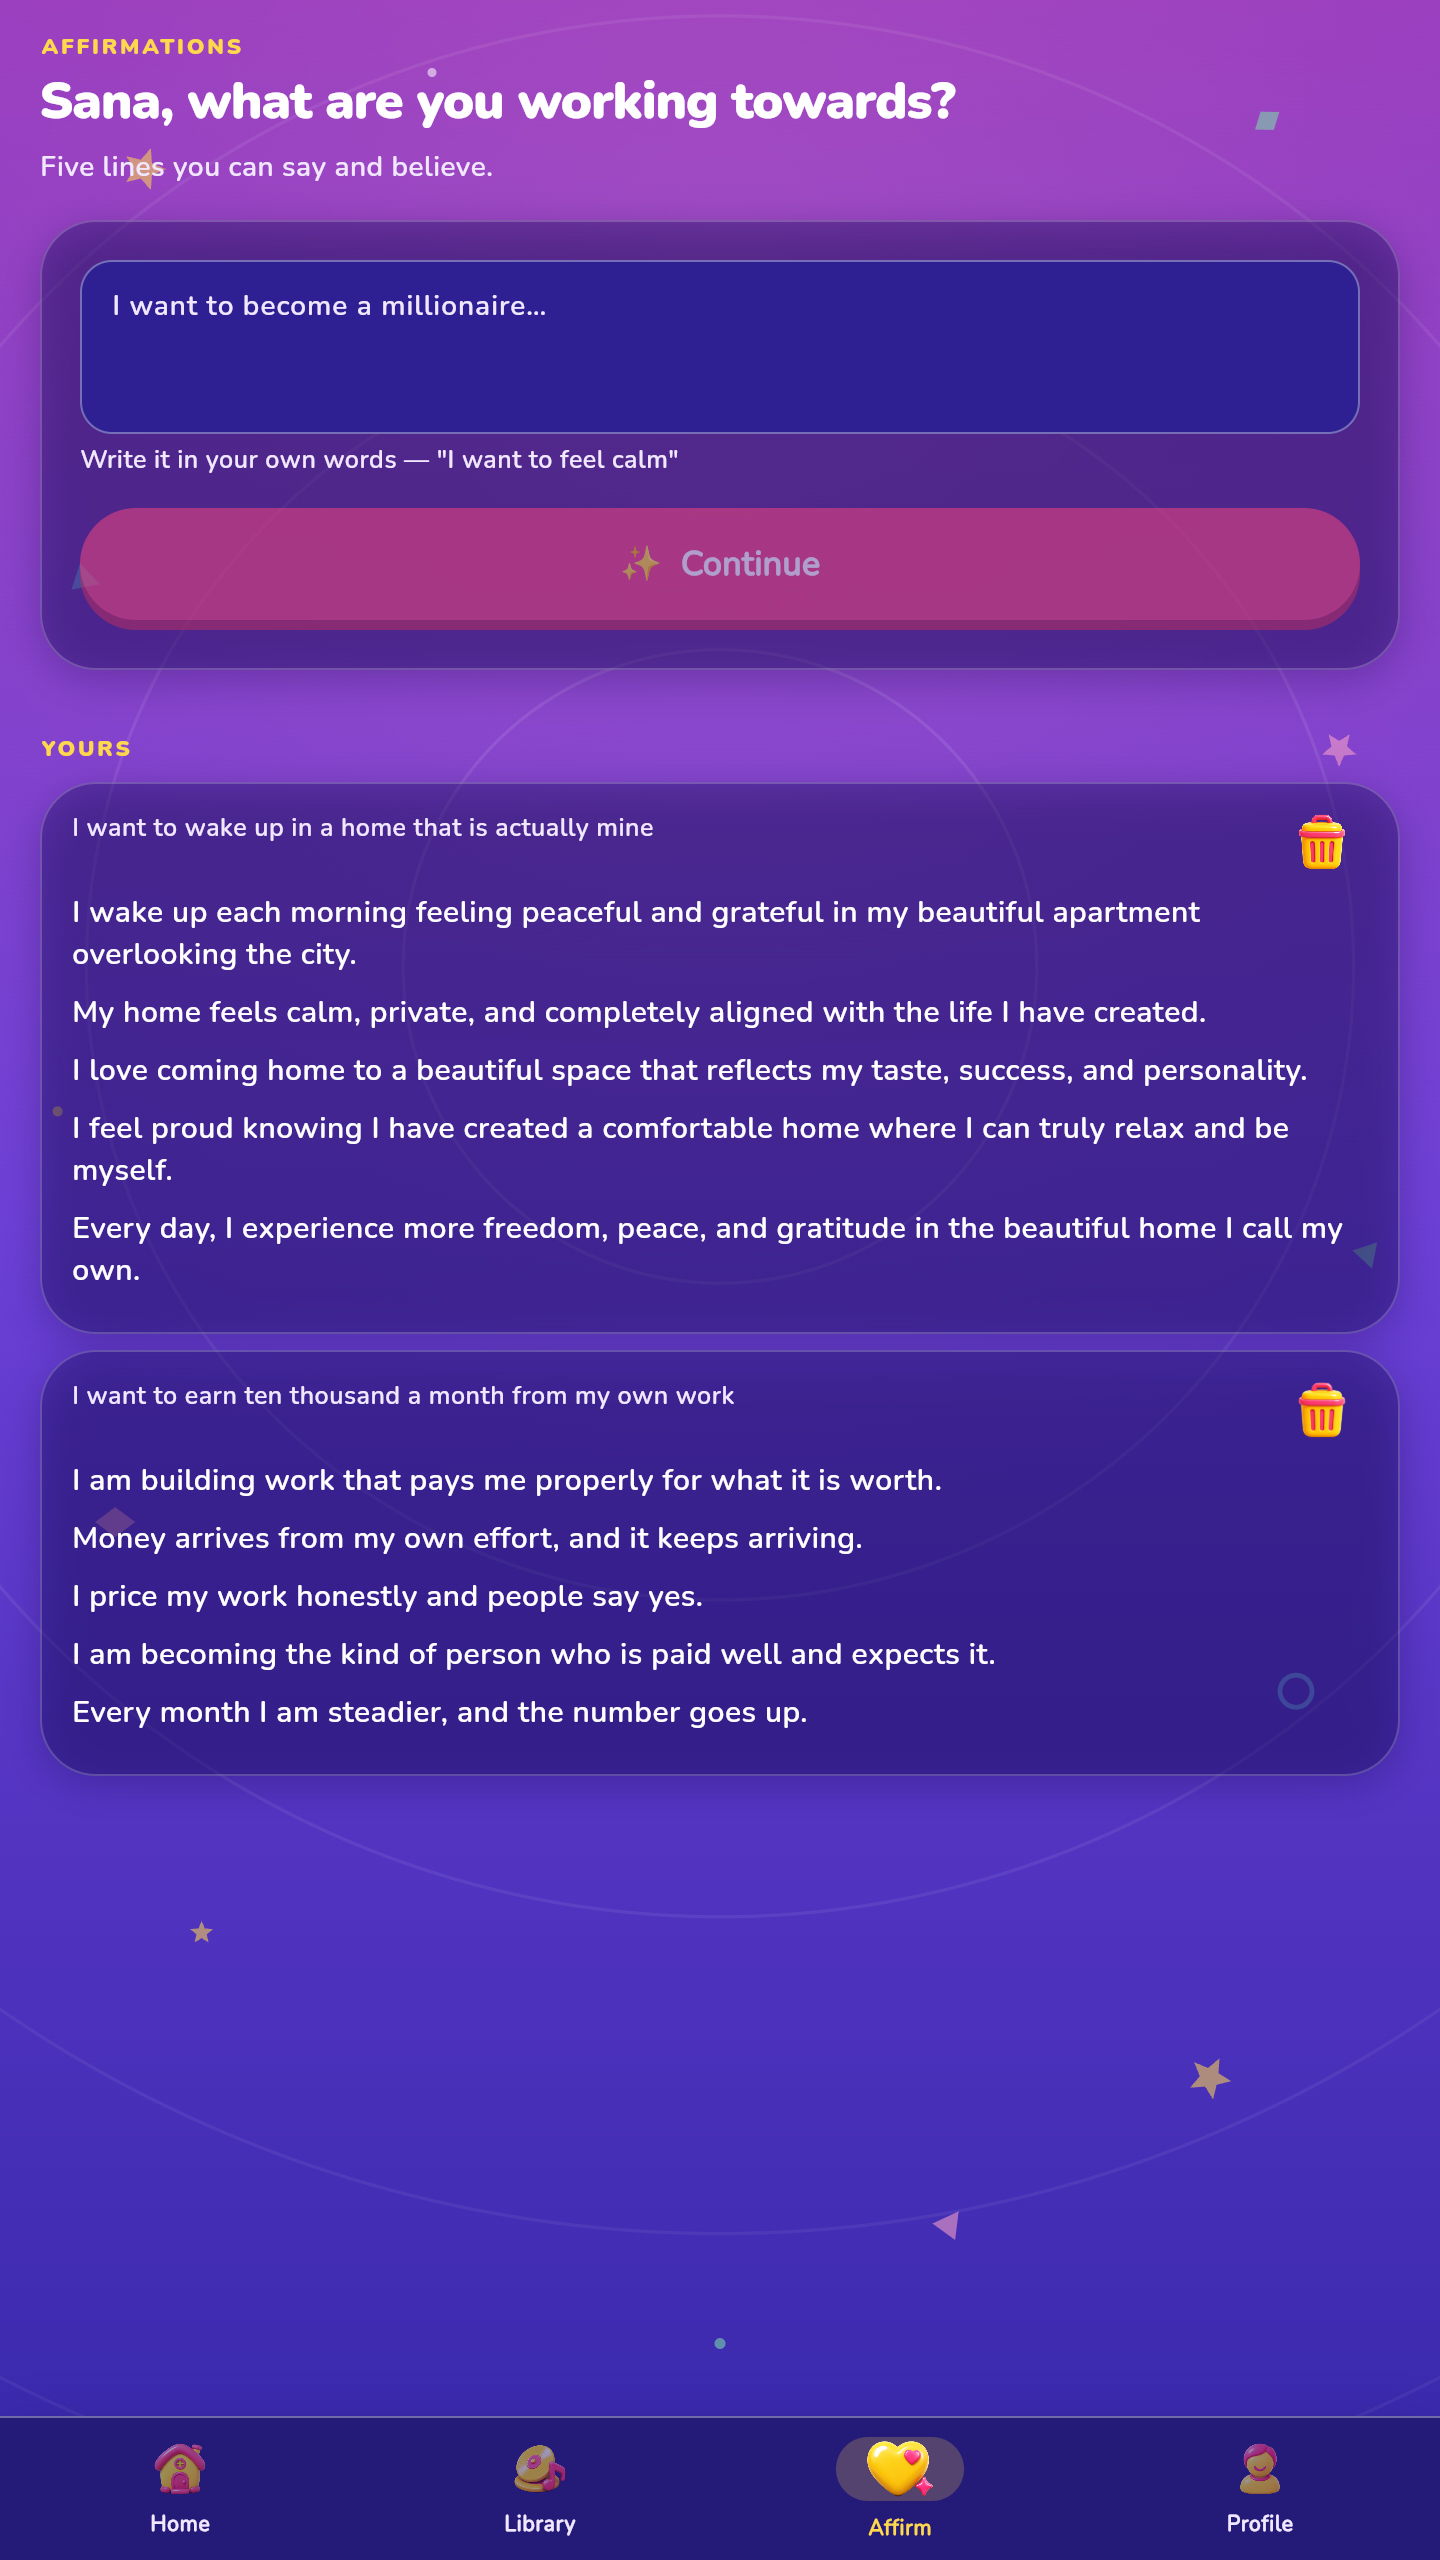 AFFIRMATIONS
Sana, what are you working towards?
Five lines you can say and believe.
I want to become a millionaire...
Write it in your own words — "I want to feel calm"
Continue
YOURS
I want to wake up in a home that is actually mine
I wake up each morning feeling peaceful and grateful in my beautiful apartment
overlooking the city.
My home feels calm, private, and completely aligned with the life I have created.
I love coming home to a beautiful space that reflects my taste, success, and personality.
I feel proud knowing I have created a comfortable home where I can truly relax and be
myself.
Every day, I experience more freedom, peace, and gratitude in the beautiful home I call my
own.
I want to earn ten thousand a month from my own work
I am building work that pays me properly for what it is worth.
Money arrives from my own effort, and it keeps arriving.
I price my work honestly and people say yes.
I am becoming the kind of person who is paid well and expects it.
Every month I am steadier, and the number goes up.
Home
Library
Affirm
Profile